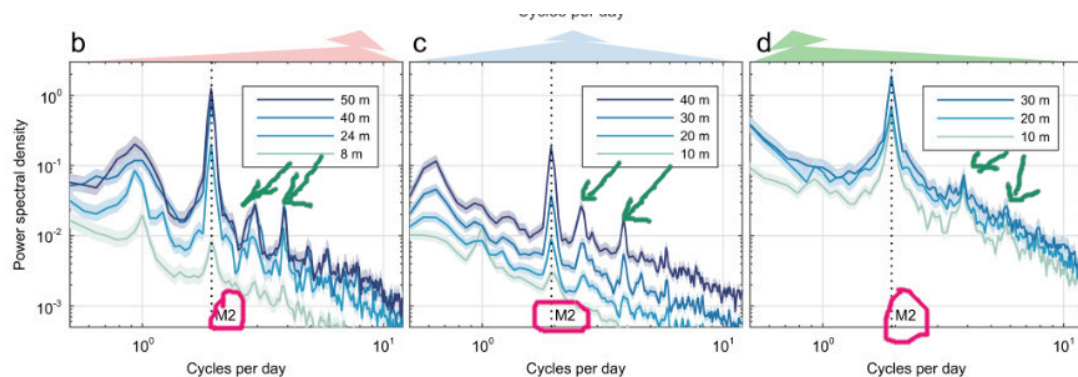 Cycles per day
b
c
d
50 m
40 m
24 m
8 m
40 m
30 m
20 m
10 m
30 m
20 m
10 m
Power spectral density
10⁰
10⁻¹
10⁻²
10⁻³
M2
M2
M2
10⁰
10¹
10⁰
10¹
10⁰
10¹
Cycles per day
Cycles per day
Cycles per day